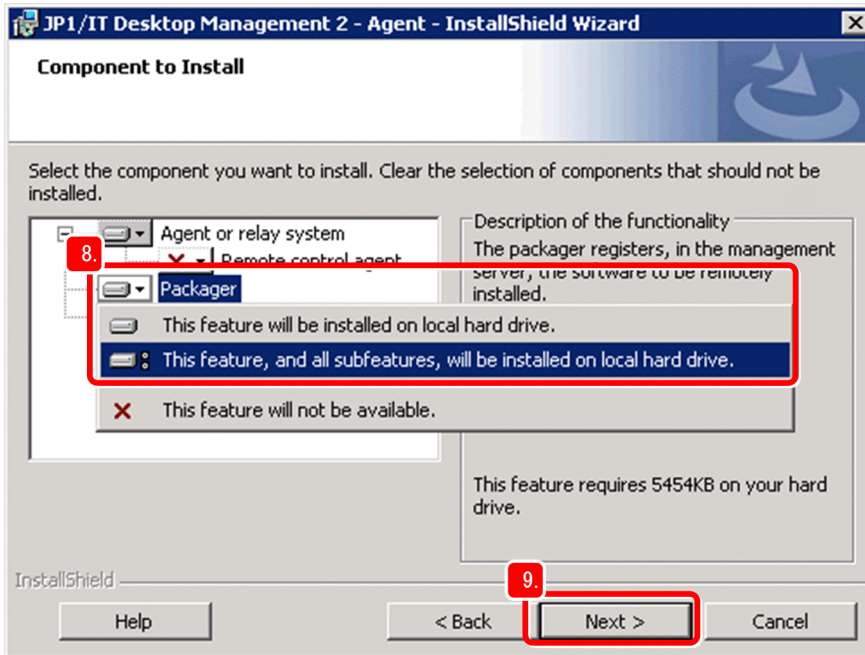 JP1/IT Desktop Management 2 - Agent - InstallShield Wizard
Component to Install
Select the component you want to install. Clear the selection of components that should not be
installed.
Agent or relay system
8.
Remote control agent
Packager
This feature will be installed on local hard drive.
This feature, and all subfeatures, will be installed on local hard drive.
This feature will not be available.
Description of the functionality
The packager registers, in the management
server, the software to be remotely
installed.
This feature requires 5454KB on your hard
drive.
InstallShield
9.
Help
< Back
Next >
Cancel